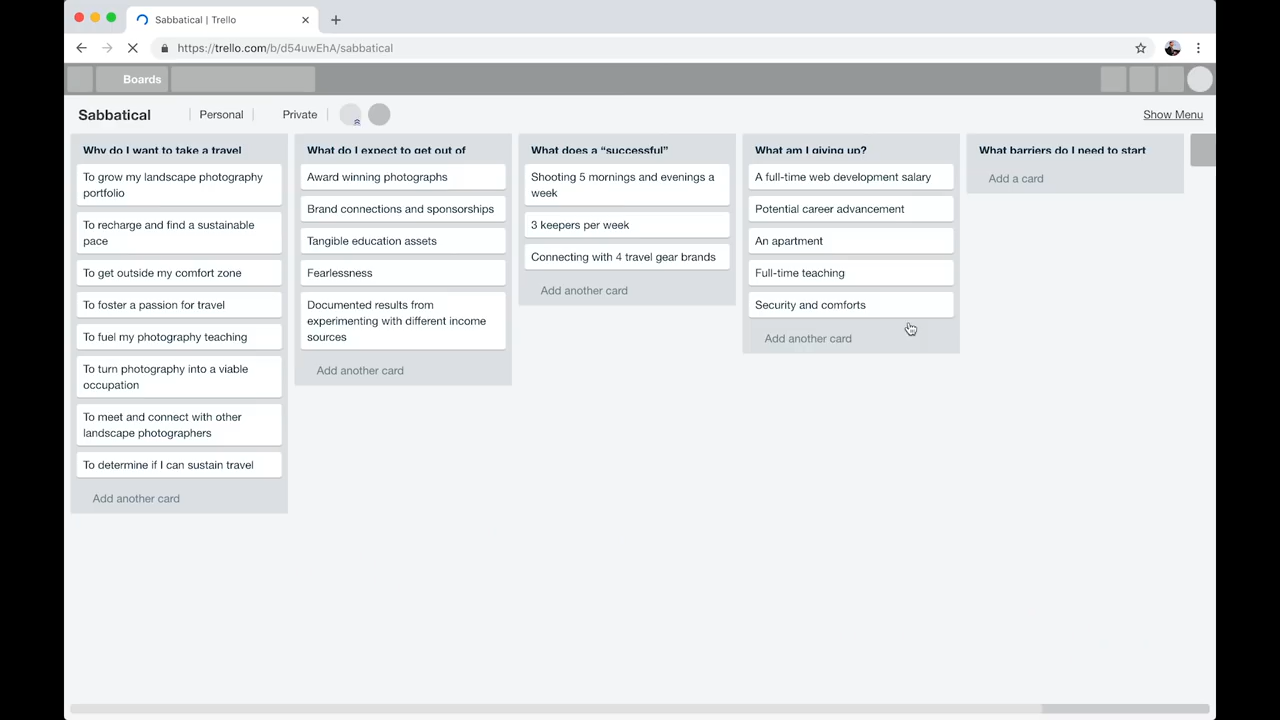 Sabbatical | Trello
https://trello.com/b/d54uwEhA/sabbatical
Boards
Sabbatical
Personal
Private
Show Menu
Why do I want to take a travel
To grow my landscape photography
portfolio
To recharge and find a sustainable
pace
To get outside my comfort zone
To foster a passion for travel
To fuel my photography teaching
To turn photography into a viable
occupation
To meet and connect with other
landscape photographers
To determine if I can sustain travel
Add another card
What do I expect to get out of
Award winning photographs
Brand connections and sponsorships
Tangible education assets
Fearlessness
Documented results from
experimenting with different income
sources
Add another card
What does a “successful”
Shooting 5 mornings and evenings a
week
3 keepers per week
Connecting with 4 travel gear brands
Add another card
What am I giving up?
A full-time web development salary
Potential career advancement
An apartment
Full-time teaching
Security and comforts
Add another card
What barriers do I need to start
Add a card